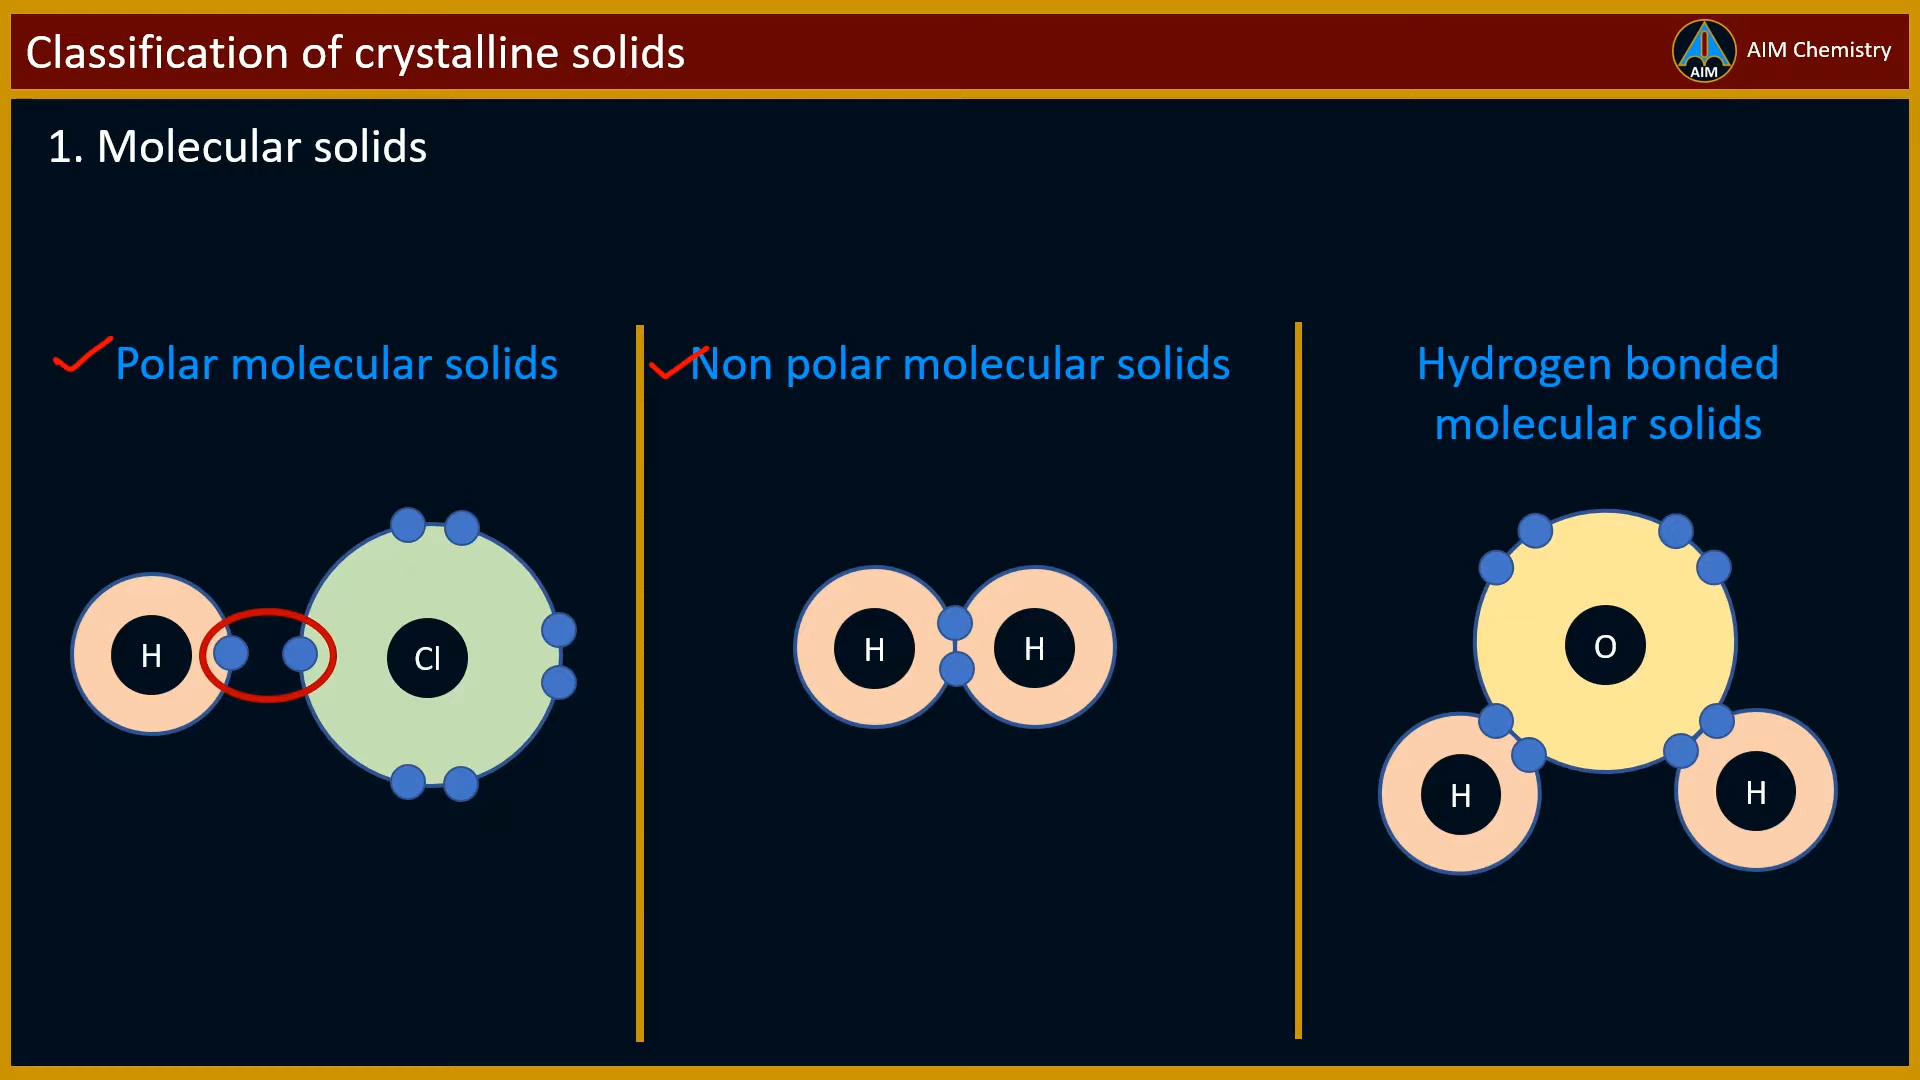 Classification of crystalline solids
AIM
AIM Chemistry
1. Molecular solids
Polar molecular solids
Non polar molecular solids
Hydrogen bonded
molecular solids
H
Cl
H
H
O
H
H